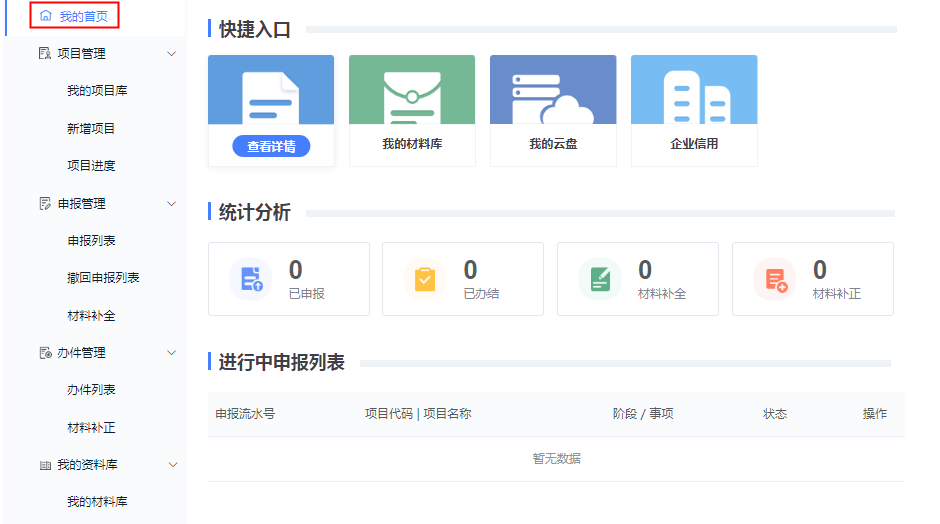 我的首页
项目管理
我的项目库
新增项目
项目进度
申报管理
申报列表
撤回申报列表
材料补全
办件管理
办件列表
材料补正
我的资料库
我的材料库
快捷入口
查看详情
我的材料库
我的云盘
企业信用
统计分析
0
已申报
0
已办结
0
材料补全
0
材料补正
进行中申报列表
申报流水号 项目代码 | 项目名称 阶段 / 事项 状态 操作
暂无数据